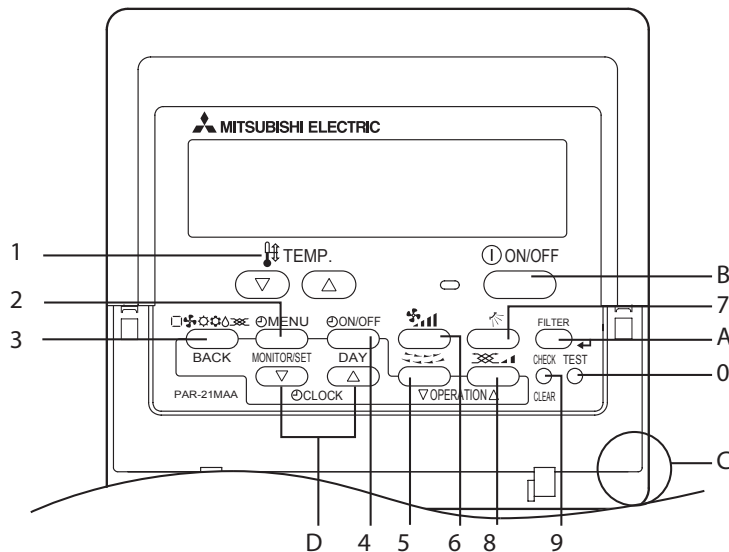 MITSUBISHI ELECTRIC
1
TEMP.
ON/OFF
B
2
MENU
ON/OFF
7
FILTER
A
3
BACK
MONITOR/SET
DAY
CHECK
TEST
0
PAR-21MAA
CLOCK
OPERATION
CLEAR
C
D
4
5
6
8
9